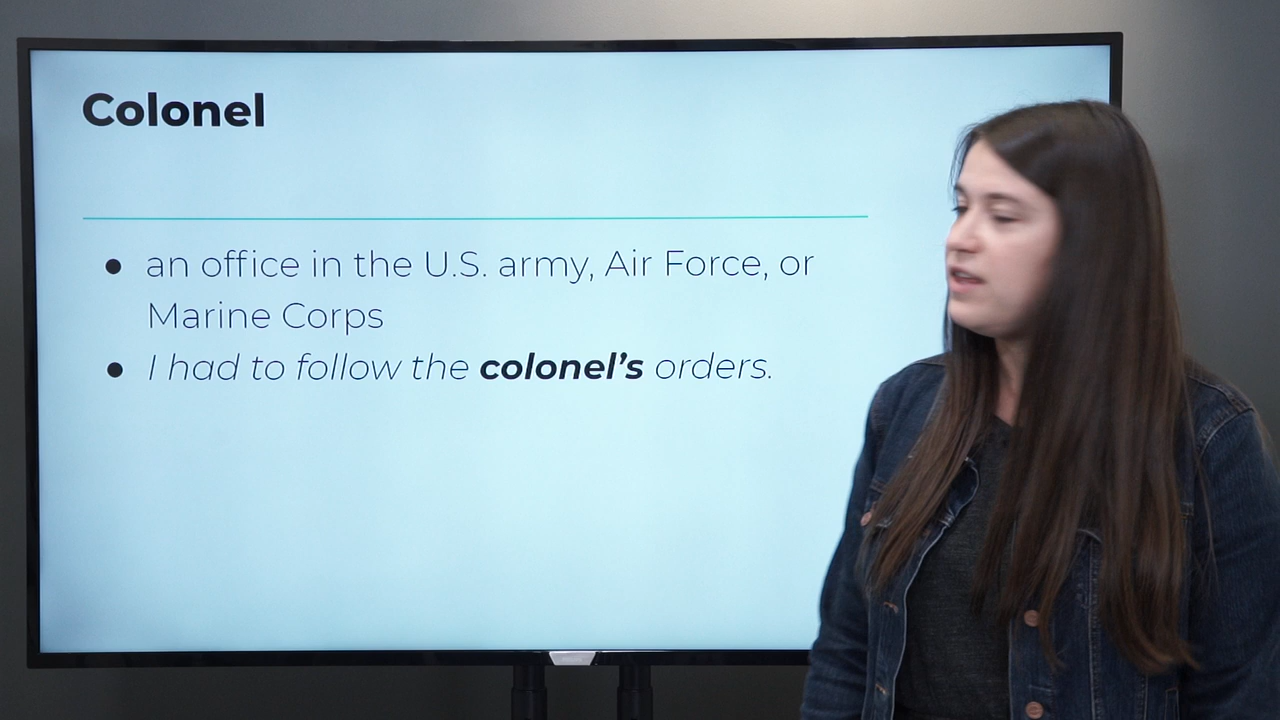 Colonel
● an office in the U.S. army, Air Force, or
Marine Corps
● I had to follow the colonel's orders.